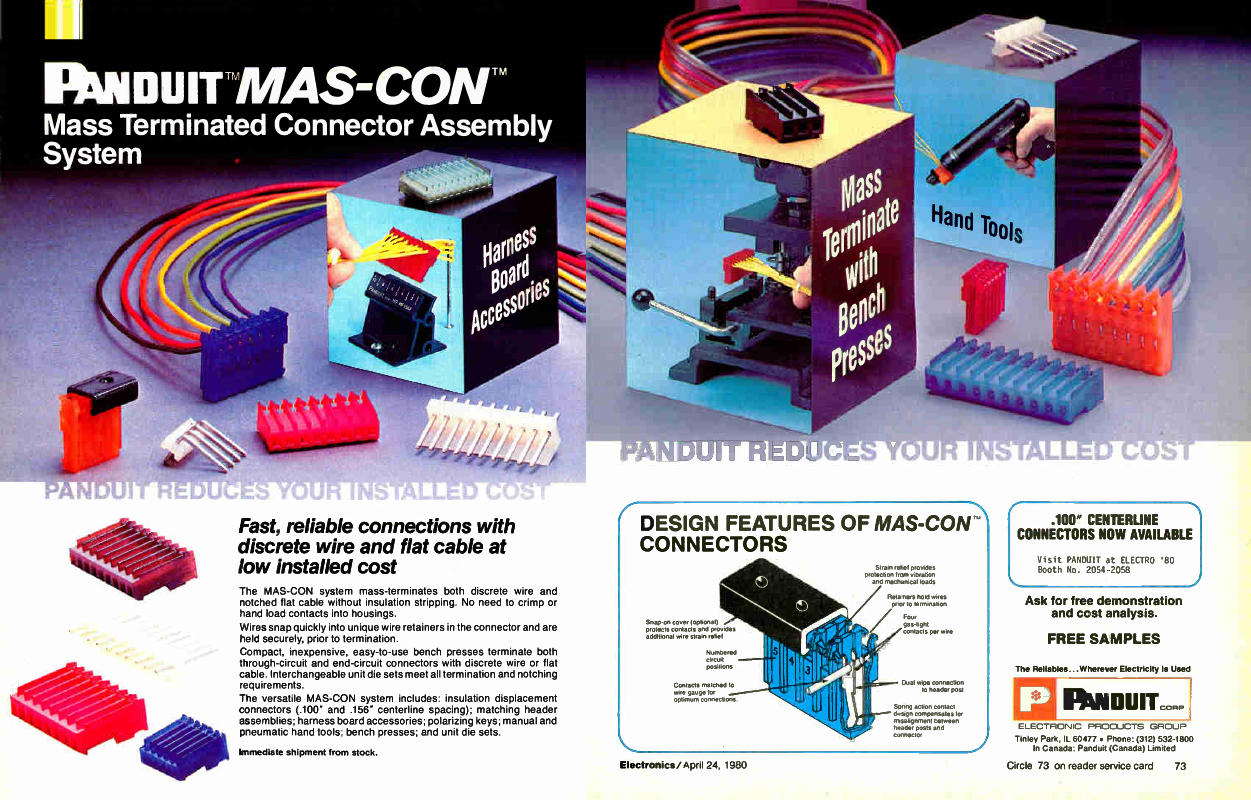 PANDUIT™ MAS-CON™
Mass Terminated Connector Assembly
System
Harness
Board
Accessories
Mass
Terminate
with
Bench
Presses
Hand Tools
PANDUIT REDUCES YOUR INSTALLED COST
PANDUIT REDUCES YOUR INSTALLED COST
Fast, reliable connections with
discrete wire and flat cable at
low installed cost
The MAS-CON system mass-terminates both discrete wire and
notched flat cable without insulation stripping. No need to crimp or
hand load contacts into housings.
Wires snap quickly into unique wire retainers in the connector and are
held securely, prior to termination.
Compact, inexpensive, easy-to-use bench presses terminate both
through-circuit and end-circuit connectors with discrete wire or flat
cable. Interchangeable unit die sets meet all termination and notching
requirements.
The versatile MAS-CON system includes: insulation displacement
connectors (.100" and .156" centerline spacing); matching header
assemblies; harness board accessories; polarizing keys; manual and
pneumatic hand tools; bench presses; and unit die sets.
Immediate shipment from stock.
DESIGN FEATURES OF MAS-CON™
CONNECTORS
Strain relief provides
protection from vibration
and mechanical loads
Retainers hold wires
prior to termination
Four
gas-tight
contacts per wire
Snap-on cover (optional)
protects contacts and provides
additional wire strain relief
Numbered
circuit
positions
5
4
3
Contacts matched to
wire gauge for
optimum connections.
Dual wipe connection
to header post
Spring action contact
design compensates for
misalignment between
header posts and
connector
.100" CENTERLINE
CONNECTORS NOW AVAILABLE
Visit PANDUIT at ELECTRO '80
Booth No. 2054-2058
Ask for free demonstration
and cost analysis.
FREE SAMPLES
The Reliables...Wherever Electricity Is Used
P PANDUIT CORP
ELECTRONIC PRODUCTS GROUP
Tinley Park, IL 60477 • Phone: (312) 532-1800
In Canada: Panduit (Canada) Limited
Electronics/April 24, 1980
Circle 73 on reader service card 73